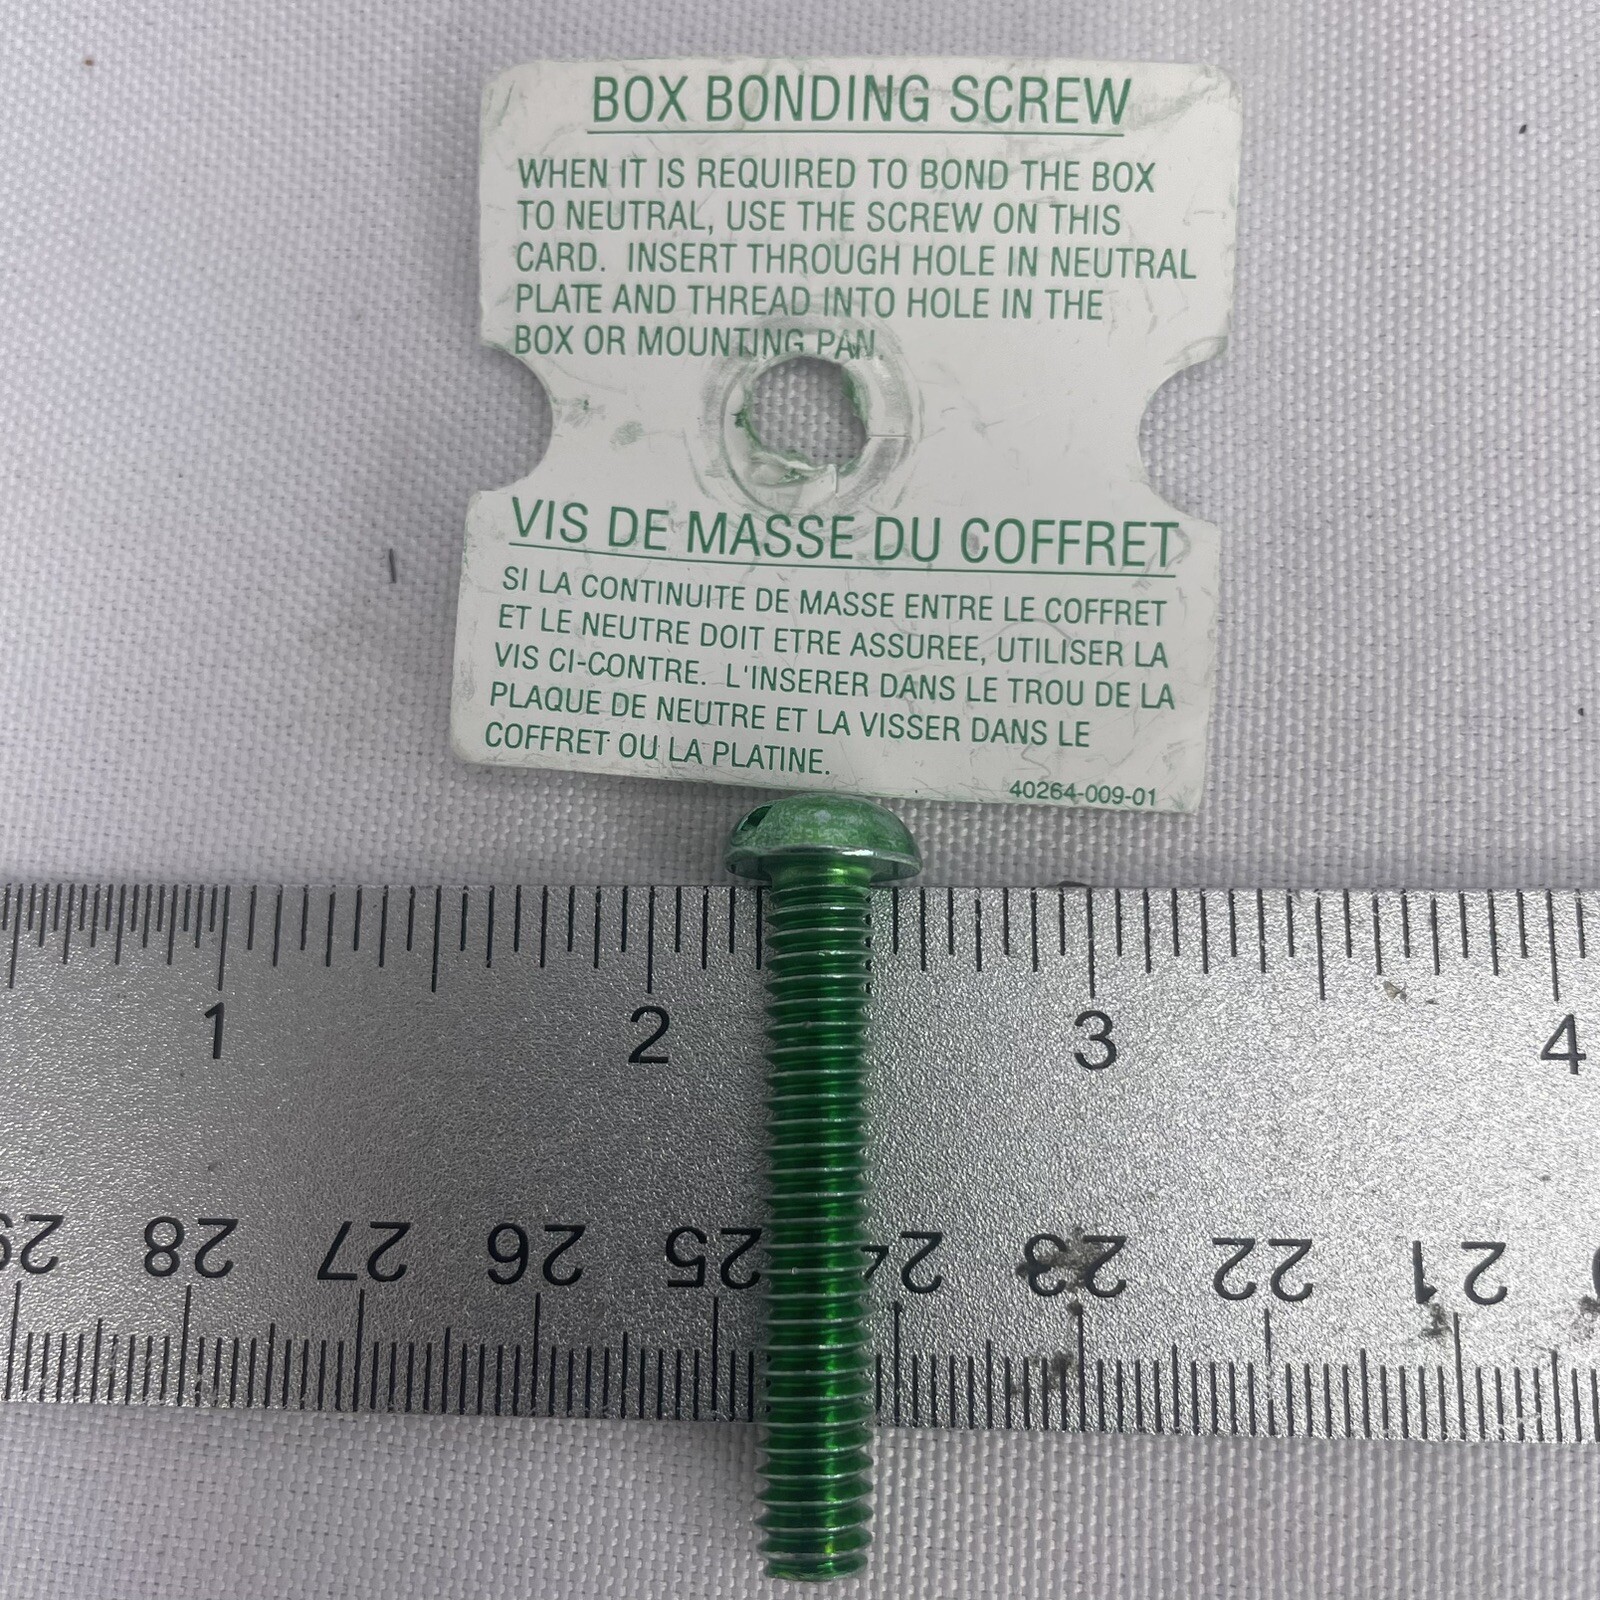 BOX BONDING SCREW
WHEN IT IS REQUIRED TO BOND THE BOX
TO NEUTRAL, USE THE SCREW ON THIS
CARD. INSERT THROUGH HOLE IN NEUTRAL
PLATE AND THREAD INTO HOLE IN THE
BOX OR MOUNTING PAN.
VIS DE MASSE DU COFFRET
SI LA CONTINUITE DE MASSE ENTRE LE COFFRET
ET LE NEUTRE DOIT ETRE ASSUREE, UTILISER LA
VIS CI-CONTRE. L'INSERER DANS LE TROU DE LA
PLAQUE DE NEUTRE ET LA VISSER DANS LE
COFFRET OU LA PLATINE.
40264-009-01
1 2 3 4
29 28 27 26 25 24 23 22 21